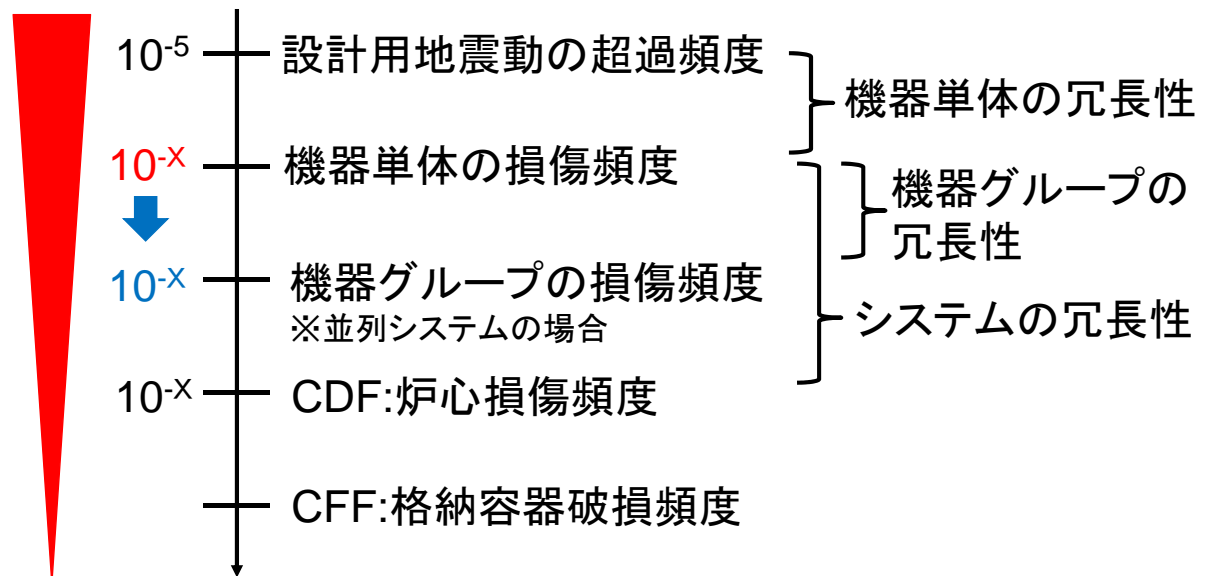 10-5 設計用地震動の超過頻度
機器単体の冗長性
10-X 機器単体の損傷頻度
機器グループの
冗長性
10-X 機器グループの損傷頻度
※並列システムの場合
システムの冗長性
10-X CDF:炉心損傷頻度
CFF:格納容器破損頻度